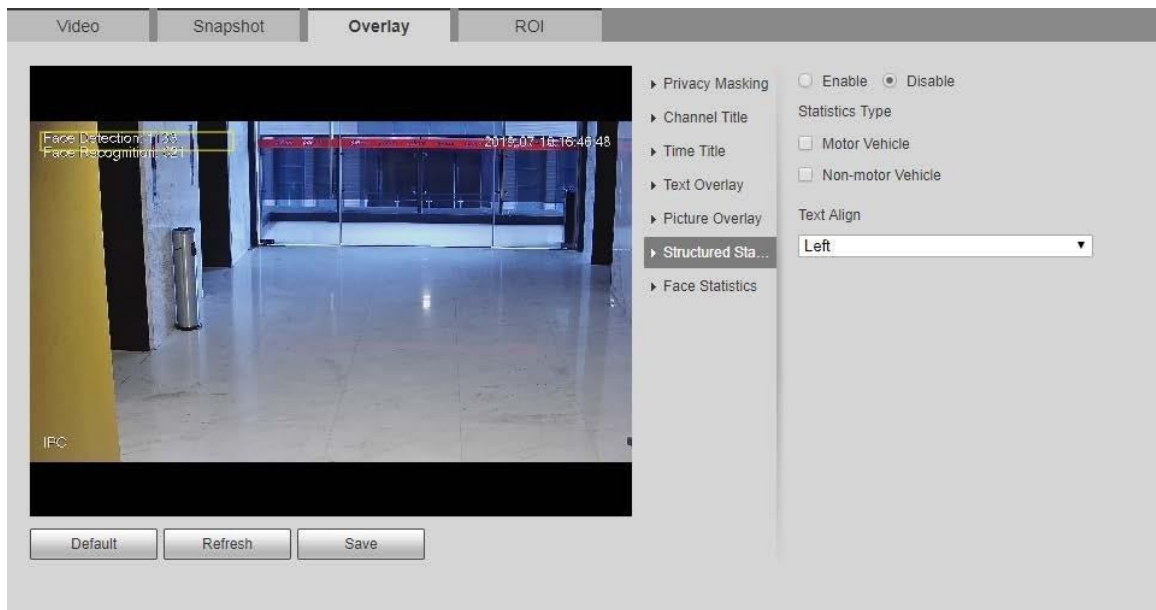 Video
Snapshot
Overlay
ROI
Face Detection:
Face Recognition:
IPC
Default
Refresh
Save
Privacy Masking
Channel Title
Time Title
Text Overlay
Picture Overlay
Structured Sta...
Face Statistics
Enable
Disable
Statistics Type
Motor Vehicle
Non-motor Vehicle
Text Align
Left